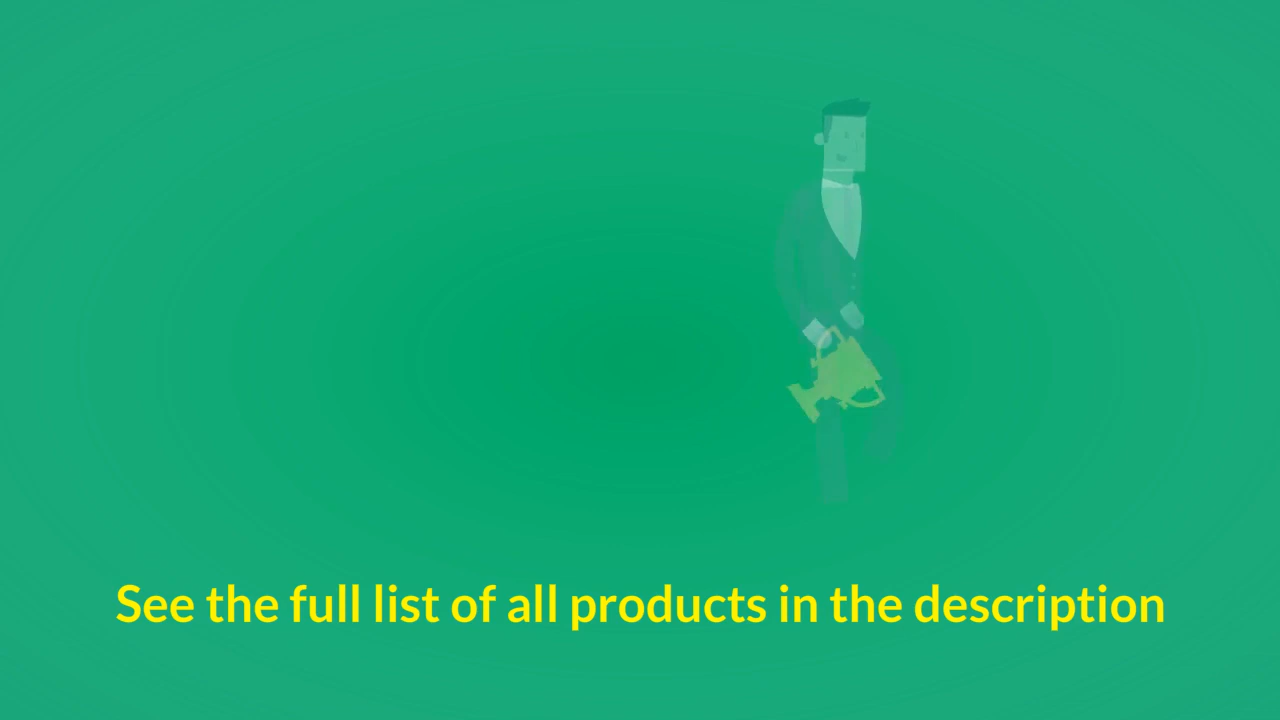 See the full list of all products in the description